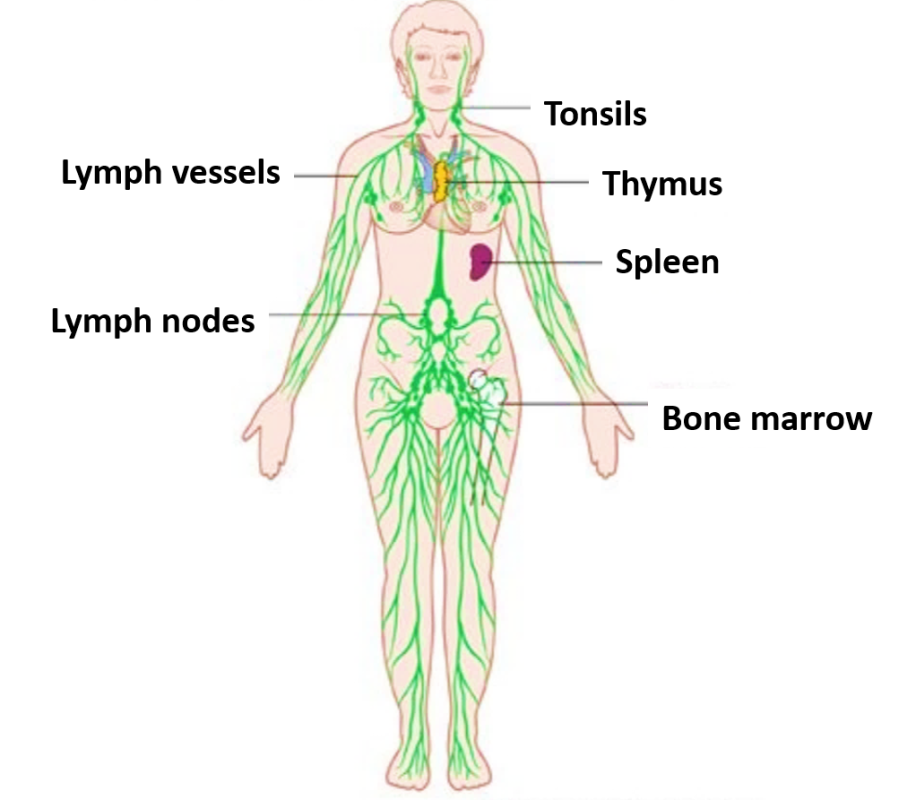 Tonsils
Lymph vessels
Thymus
Spleen
Lymph nodes
Bone marrow